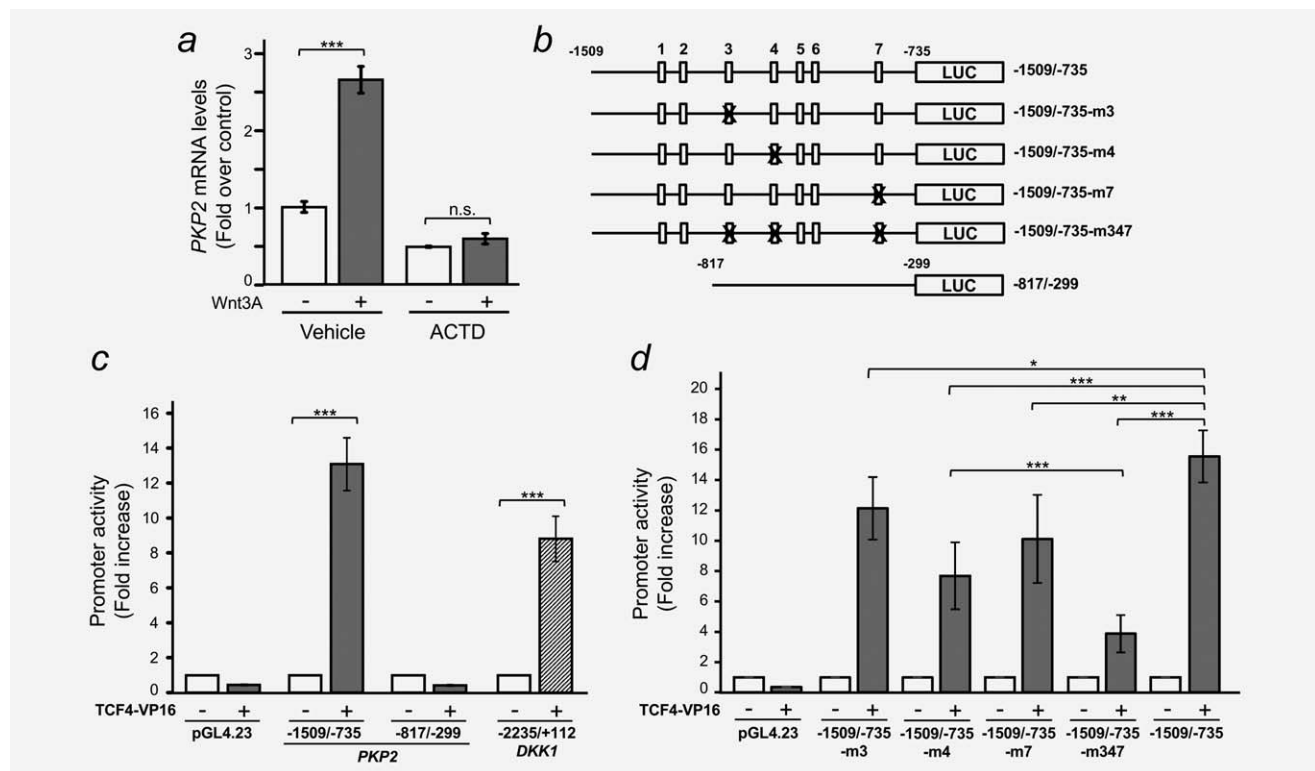 a
PKP2 mRNA levels
(Fold over control)
3
2
1
0
***
n.s.
Wnt3A - + - +
Vehicle ACTD
b
-1509 1 2 3 4 5 6 7 -735
LUC -1509/-735
LUC -1509/-735-m3
LUC -1509/-735-m4
LUC -1509/-735-m7
LUC -1509/-735-m347
-817 -299
LUC -817/-299
c
Promoter activity
(Fold increase)
16
14
12
10
8
6
4
2
0
***
***
TCF4-VP16 - + - + - + - +
pGL4.23 -1509/-735 -817/-299 -2235/+112
PKP2 DKK1
d
Promoter activity
(Fold increase)
20
18
16
14
12
10
8
6
4
2
0
*
***
**
***
***
TCF4-VP16 - + - + - + - + - + - +
pGL4.23 -1509/-735 -1509/-735 -1509/-735 -1509/-735 -1509/-735
-m3 -m4 -m7 -m347